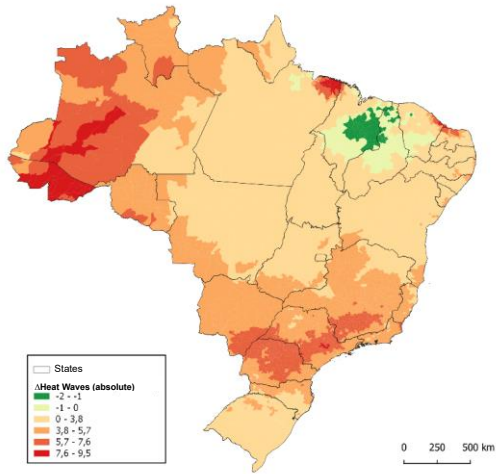 States
ΔHeat Waves (absolute)
-2 - -1
-1 - 0
0 - 3,8
3,8 - 5,7
5,7 - 7,6
7,6 - 9,5
0 250 500 km